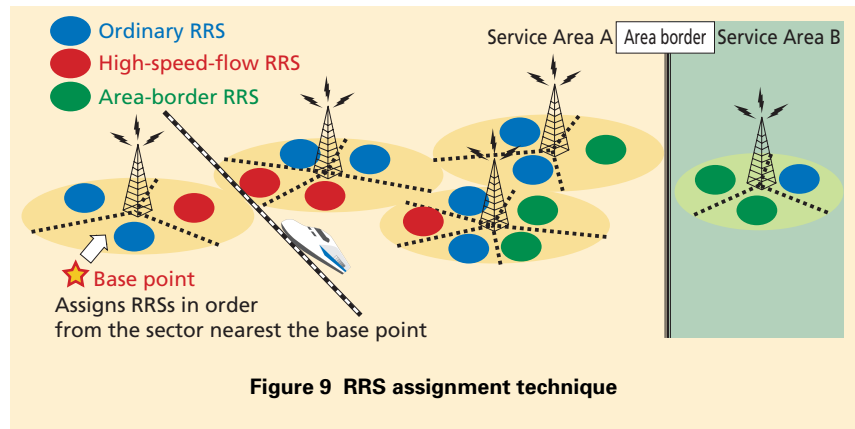 Ordinary RRS
High-speed-flow RRS
Area-border RRS
Service Area A
Area border
Service Area B
Base point
Assigns RRSs in order
from the sector nearest the base point
Figure 9 RRS assignment technique